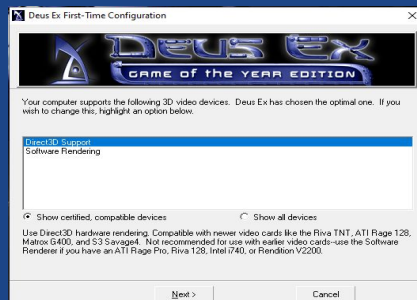 Deus Ex First-Time Configuration
DEUS EX
GAME OF THE YEAR EDITION
Your computer supports the following 3D video devices. Deus Ex has chosen the optimal one. If you
wish to change this, highlight an option below.
Direct3D Support
Software Rendering
Show certified, compatible devices
Show all devices
Use Direct3D hardware rendering. Compatible with newer video cards like the Riva TNT, ATI Rage 128,
Matrox G400, and S3 Savage4. Not recommended for use with earlier video cards--use the Software
Renderer if you have an ATI Rage Pro, Riva 128, Intel i740, or Rendition V2200.
Next >
Cancel